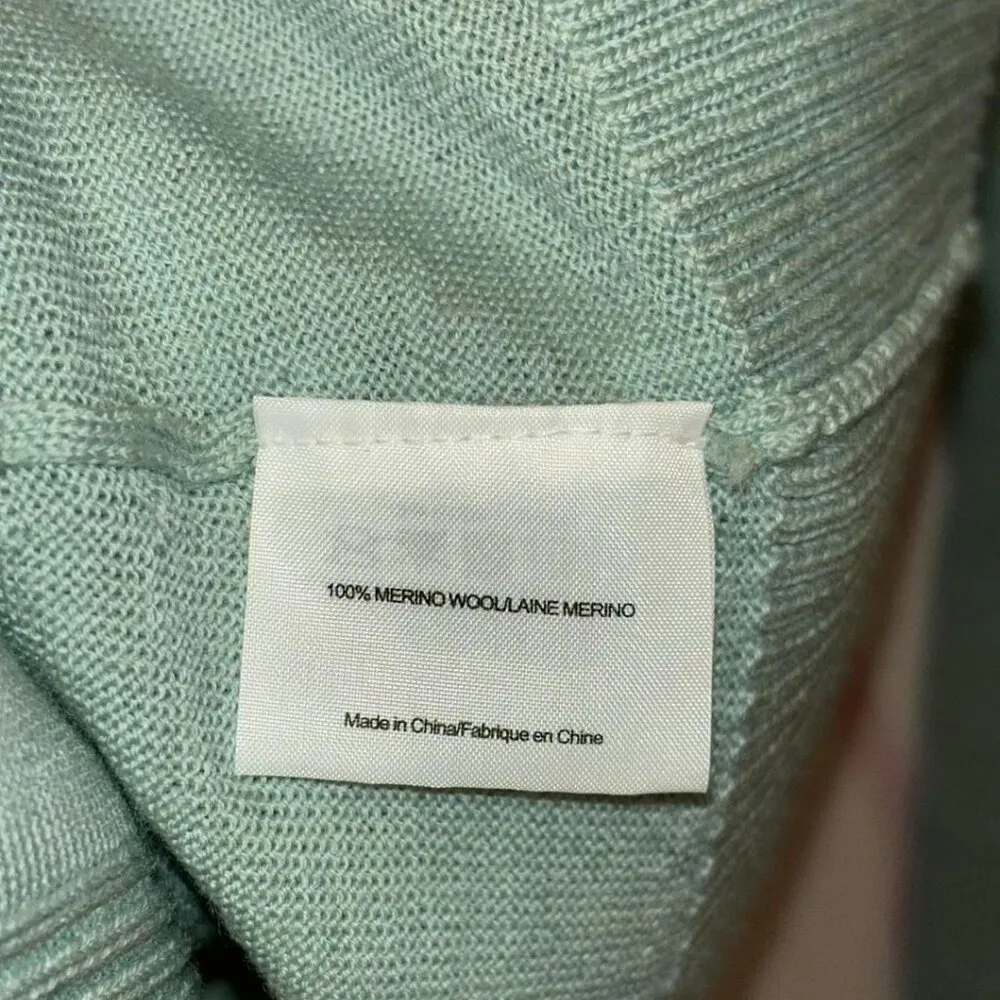 100% MERINO WOOL/LAINE MERINO
Made in China/Fabrique en Chine